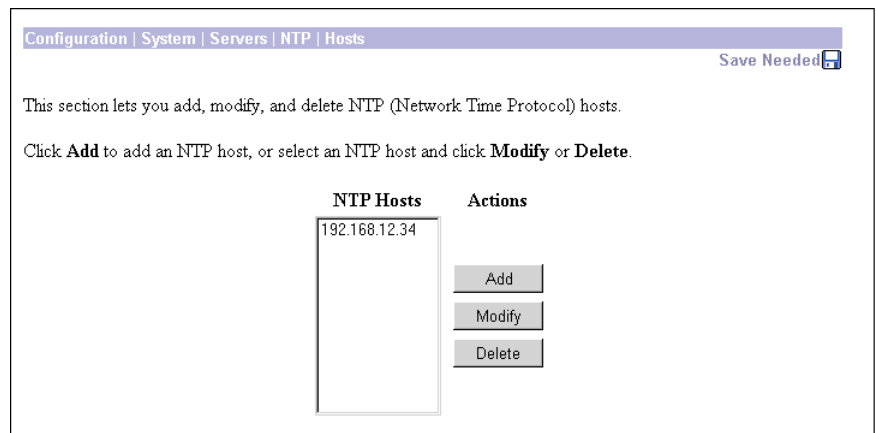 Configuration | System | Servers | NTP | Hosts
Save Needed
This section lets you add, modify, and delete NTP (Network Time Protocol) hosts.
Click Add to add an NTP host, or select an NTP host and click Modify or Delete.
NTP Hosts Actions
192.168.12.34
Add
Modify
Delete